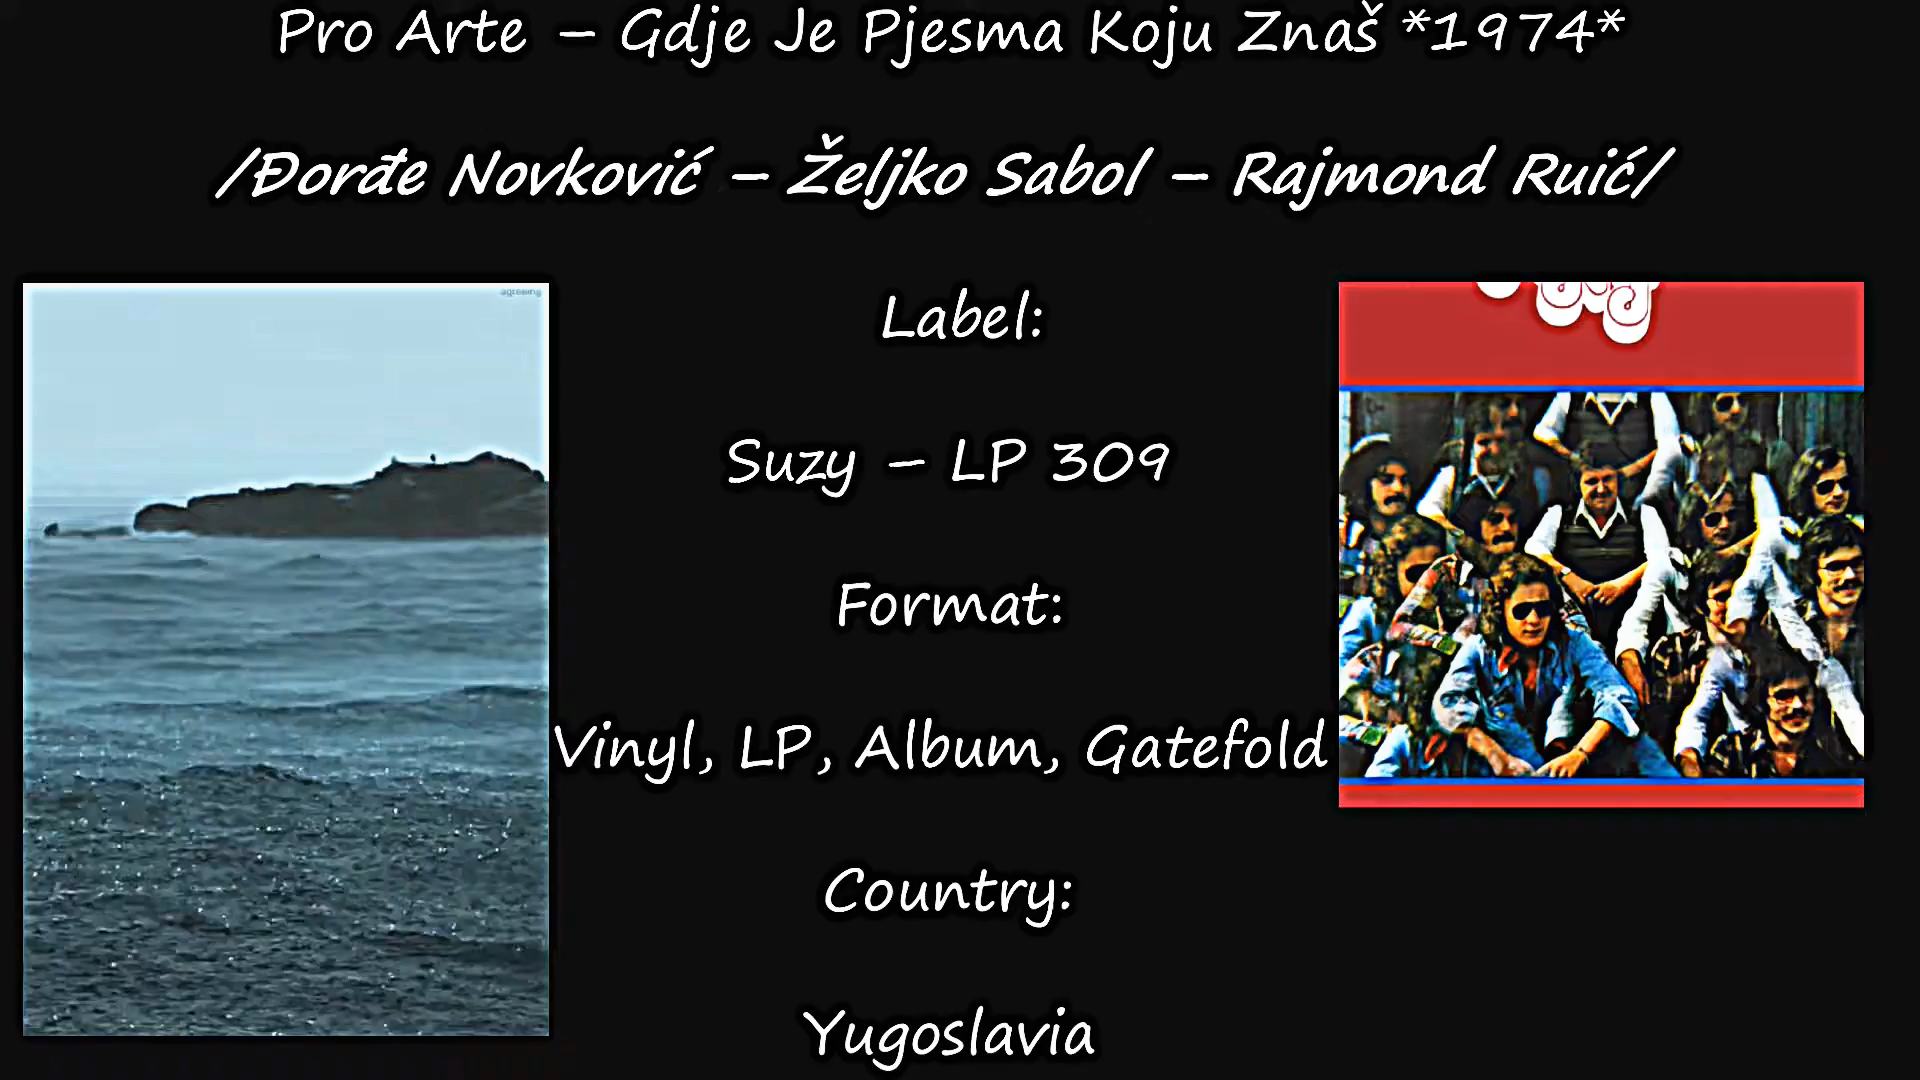 Pro Arte – Gdje Je Pjesma Koju Znaš *1974*
/Đorđe Novković – Željko Sabol – Rajmond Ruić/
agreeing
Label:
Suzy – LP 309
Format:
Vinyl, LP, Album, Gatefold
Country:
Yugoslavia